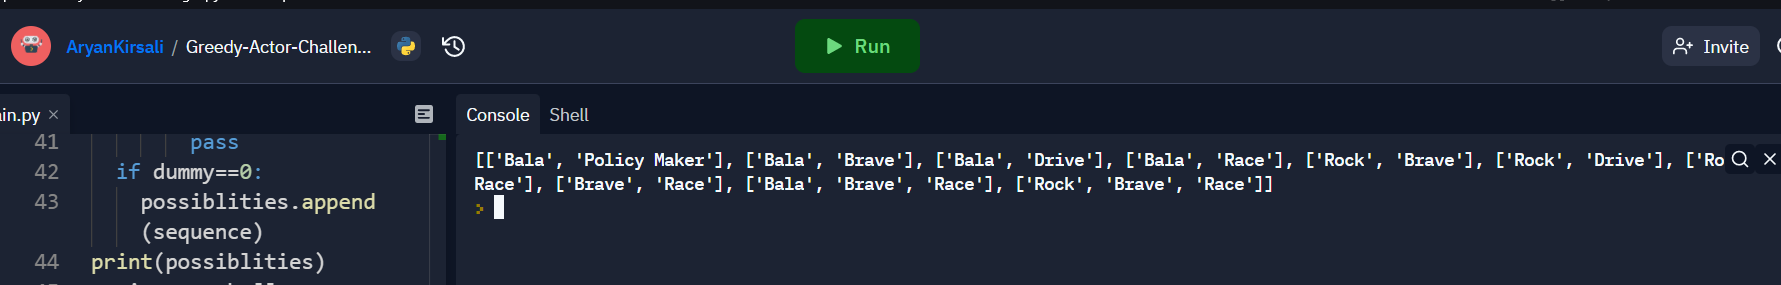 AryanKirsali / Greedy-Actor-Challen...
Run
Invite
in.py
Console
Shell
41 pass
42 if dummy==0:
43 possiblities.append
(sequence)
44 print(possiblities)
[['Bala', 'Policy Maker'], ['Bala', 'Brave'], ['Bala', 'Drive'], ['Bala', 'Race'], ['Rock', 'Brave'], ['Rock', 'Drive'], ['Ro
Race'], ['Brave', 'Race'], ['Bala', 'Brave', 'Race'], ['Rock', 'Brave', 'Race']]
>